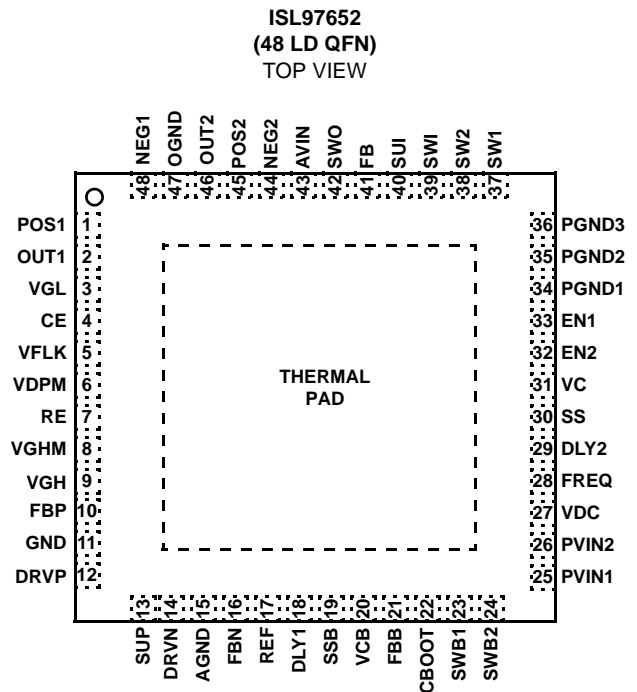 ISL97652
(48 LD QFN)
TOP VIEW
NEG1
OGND
OUT2
POS2
NEG2
AVIN
SWO
FB
SUI
SWI
SW2
SW1
48
47
46
45
44
43
42
41
40
39
38
37
POS1 1
OUT1 2
VGL 3
CE 4
VFLK 5
VDPM 6
RE 7
VGHM 8
VGH 9
FBP 10
GND 11
DRVP 12
THERMAL
PAD
36 PGND3
35 PGND2
34 PGND1
33 EN1
32 EN2
31 VC
30 SS
29 DLY2
28 FREQ
27 VDC
26 PVIN2
25 PVIN1
13
14
15
16
17
18
19
20
21
22
23
24
SUP
DRVN
AGND
FBN
REF
DLY1
SSB
VCB
FBB
CBOOT
SWB1
SWB2